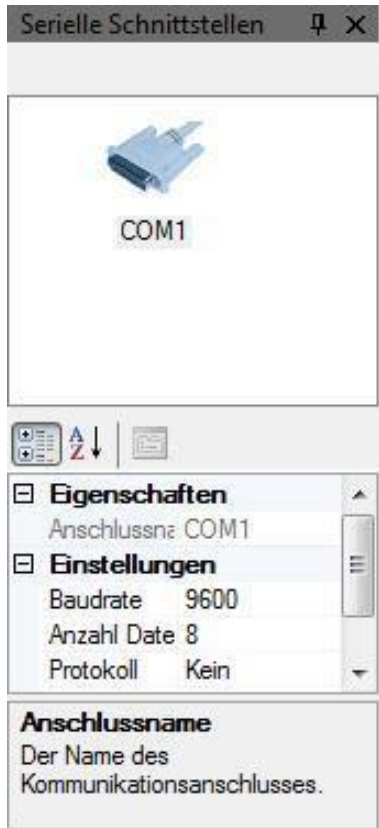 Serielle Schnittstellen
COM1
Eigenschaften
Anschlussna COM1
Einstellungen
Baudrate 9600
Anzahl Date 8
Protokoll Kein
Anschlussname
Der Name des
Kommunikationsanschlusses.